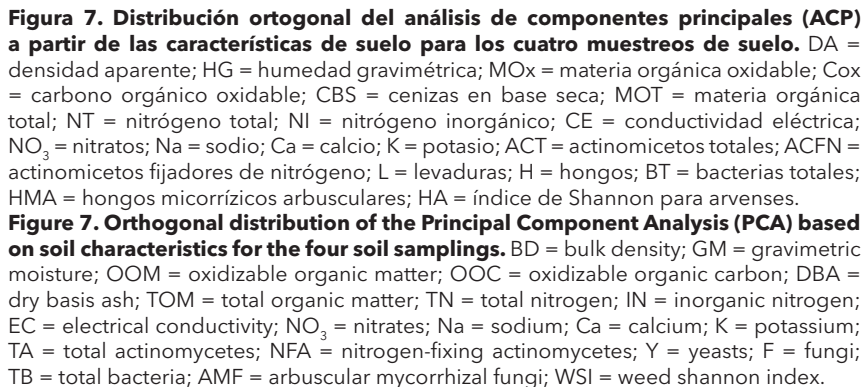 Figura 7. Distribución ortogonal del análisis de componentes principales (ACP)
a partir de las características de suelo para los cuatro muestreos de suelo. DA =
densidad aparente; HG = humedad gravimétrica; MOx = materia orgánica oxidable; Cox
= carbono orgánico oxidable; CBS = cenizas en base seca; MOT = materia orgánica
total; NT = nitrógeno total; NI = nitrógeno inorgánico; CE = conductividad eléctrica;
NO₃ = nitratos; Na = sodio; Ca = calcio; K = potasio; ACT = actinomicetos totales; ACFN =
actinomicetos fijadores de nitrógeno; L = levaduras; H = hongos; BT = bacterias totales;
HMA = hongos micorrízicos arbusculares; HA = índice de Shannon para arvenses.
Figure 7. Orthogonal distribution of the Principal Component Analysis (PCA) based
on soil characteristics for the four soil samplings. BD = bulk density; GM = gravimetric
moisture; OOM = oxidizable organic matter; OOC = oxidizable organic carbon; DBA =
dry basis ash; TOM = total organic matter; TN = total nitrogen; IN = inorganic nitrogen;
EC = electrical conductivity; NO₃ = nitrates; Na = sodium; Ca = calcium; K = potassium;
TA = total actinomycetes; NFA = nitrogen-fixing actinomycetes; Y = yeasts; F = fungi;
TB = total bacteria; AMF = arbuscular mycorrhizal fungi; WSI = weed shannon index.